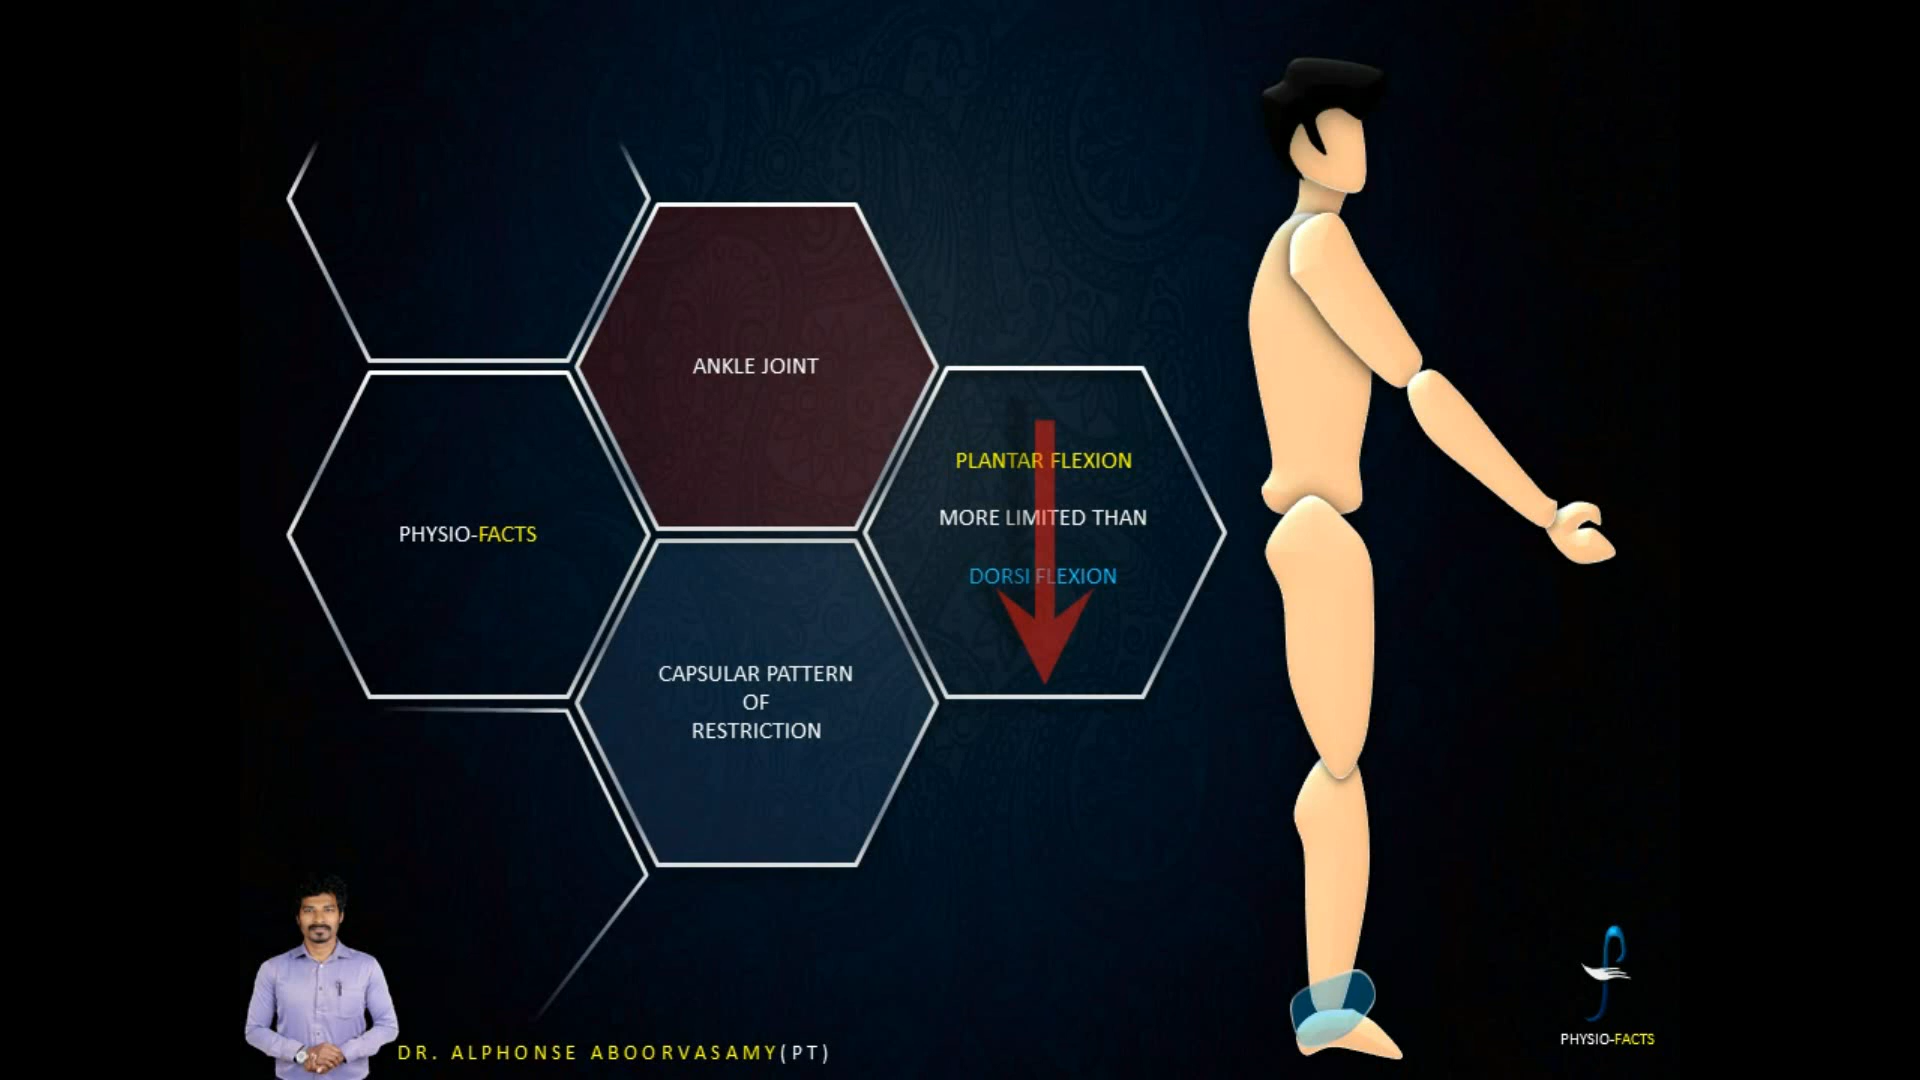 ANKLE JOINT
PHYSIO-FACTS
PLANTAR FLEXION
MORE LIMITED THAN
DORSI FLEXION
CAPSULAR PATTERN
OF
RESTRICTION
DR. ALPHONSE ABOORVASAMY(PT)
PHYSIO-FACTS